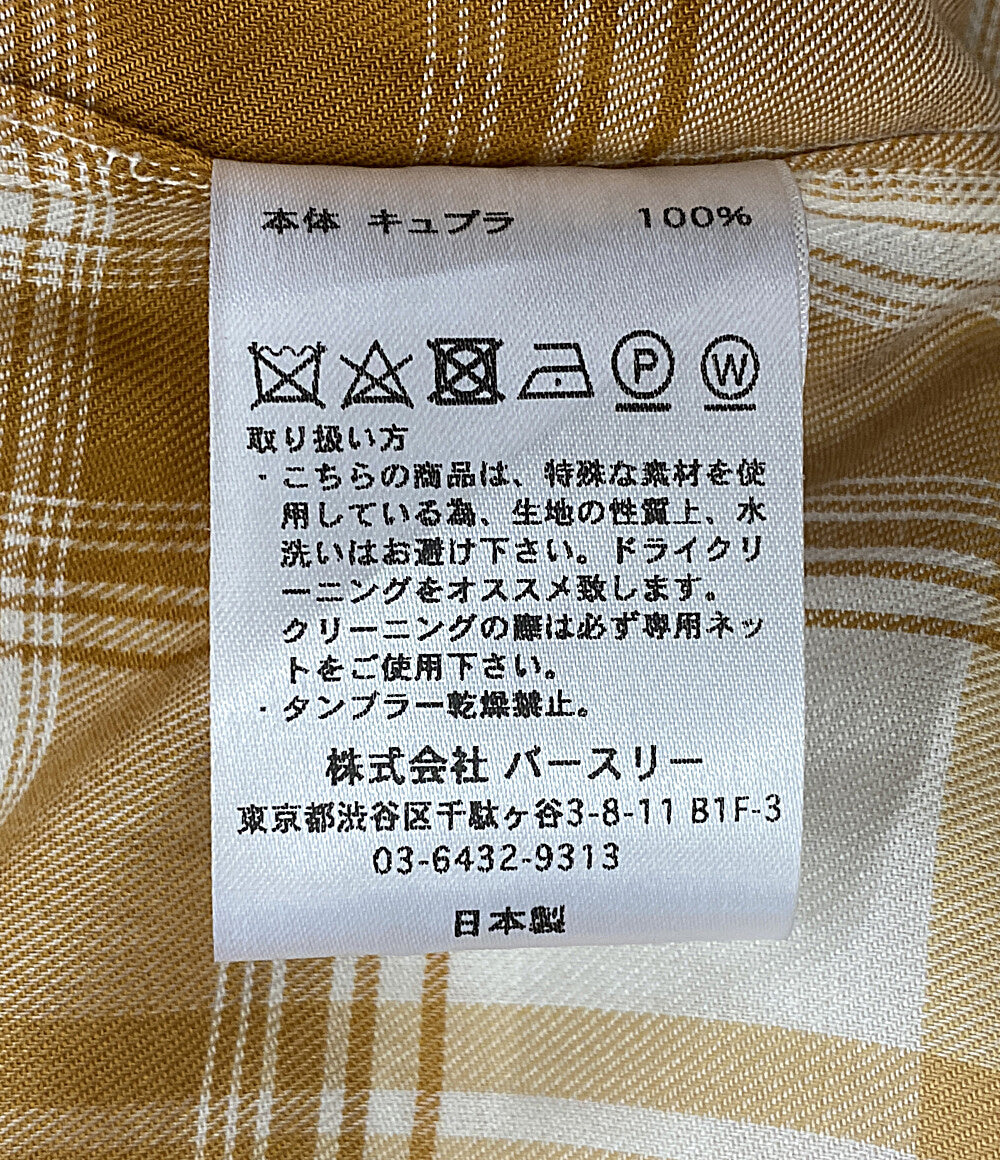 本体 キュプラ 100%
P W
取り扱い方
・こちらの商品は、特殊な素材を使
用している為、生地の性質上、水
洗いはお避け下さい。ドライクリ
ーニングをオススメ致します。
クリーニングの際は必ず専用ネッ
トをご使用下さい。
・タンブラー乾燥禁止。
株式会社 バースリー
東京都渋谷区千駄ヶ谷3-8-11 B1F-3
03-6432-9313
日本製